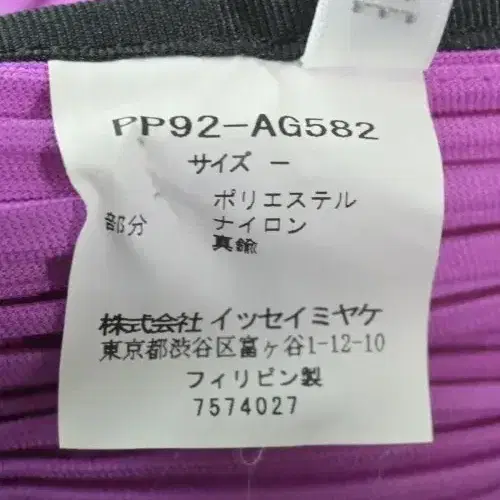 PP92-AG582
サイズ ー
ポリエステル
部分 ナイロン
真鍮
株式会社 イッセイミヤケ
東京都渋谷区富ヶ谷1-12-10
フィリピン製
7574027